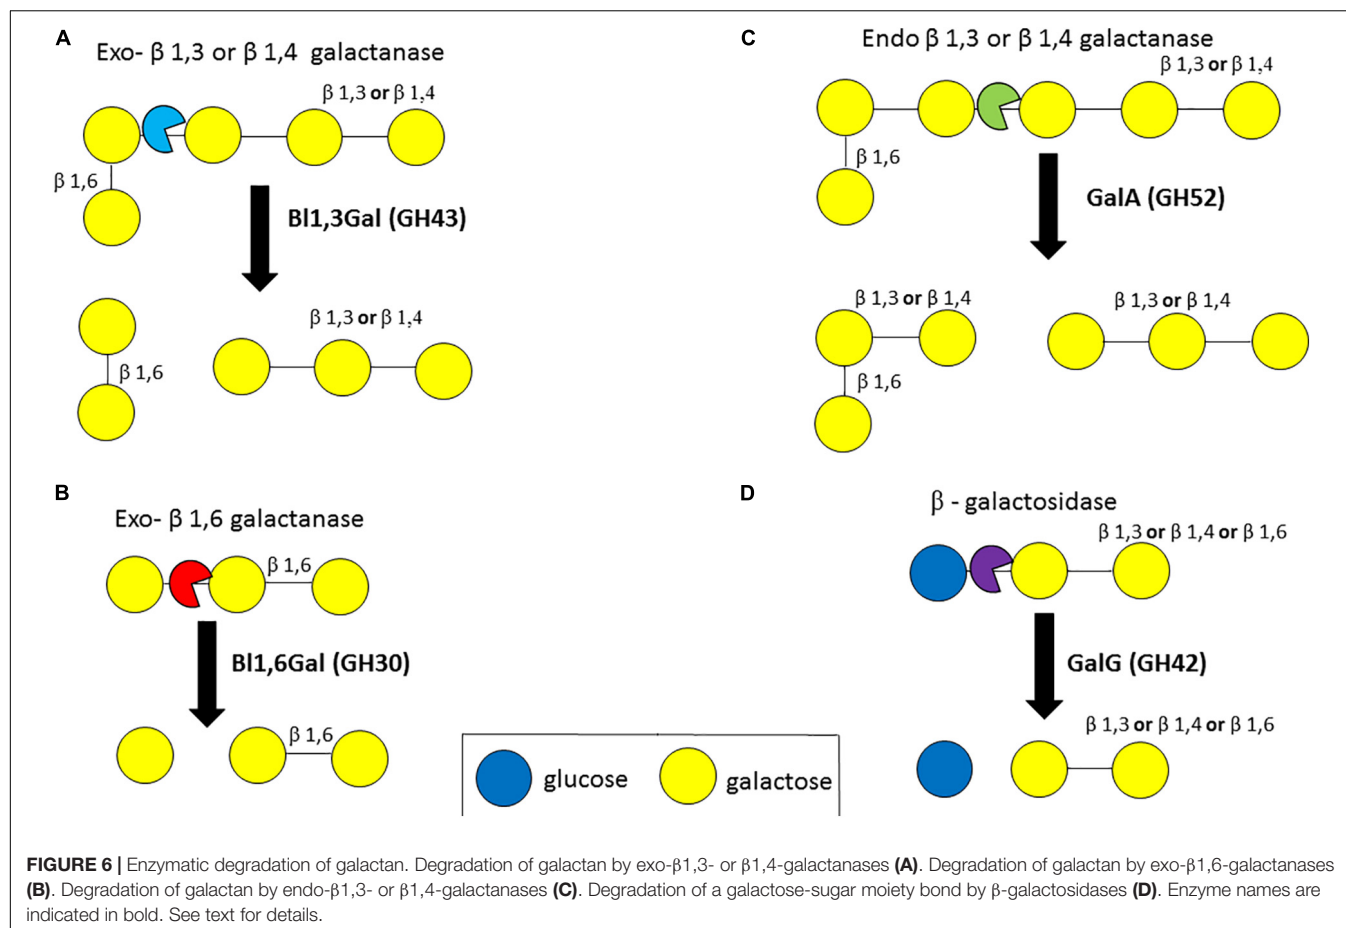 A
Exo- β 1,3 or β 1,4 galactanase
β 1,3 or β 1,4
β 1,6
Bl1,3Gal (GH43)
β 1,3 or β 1,4
β 1,6
B
Exo- β 1,6 galactanase
β 1,6
Bl1,6Gal (GH30)
β 1,6
C
Endo β 1,3 or β 1,4 galactanase
β 1,3 or β 1,4
β 1,6
GalA (GH52)
β 1,3 or β 1,4
β 1,3 or β 1,4
β 1,6
D
β - galactosidase
β 1,3 or β 1,4 or β 1,6
GalG (GH42)
β 1,3 or β 1,4 or β 1,6
glucose
galactose
FIGURE 6 | Enzymatic degradation of galactan. Degradation of galactan by exo-β1,3- or β1,4-galactanases (A). Degradation of galactan by exo-β1,6-galactanases
(B). Degradation of galactan by endo-β1,3- or β1,4-galactanases (C). Degradation of a galactose-sugar moiety bond by β-galactosidases (D). Enzyme names are
indicated in bold. See text for details.